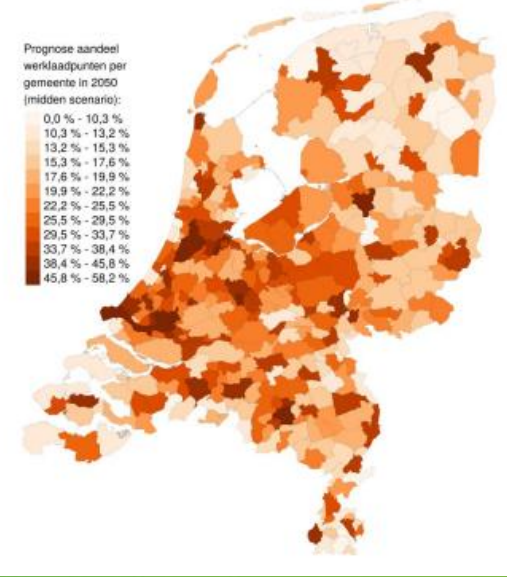 Prognose aandeel
werklaadpunten per
gemeente in 2050
(midden scenario):
0,0 % - 10,3 %
10,3 % - 13,2 %
13,2 % - 15,3 %
15,3 % - 17,6 %
17,6 % - 19,9 %
19,9 % - 22,2 %
22,2 % - 25,5 %
25,5 % - 29,5 %
29,5 % - 33,7 %
33,7 % - 38,4 %
38,4 % - 45,8 %
45,8 % - 58,2 %